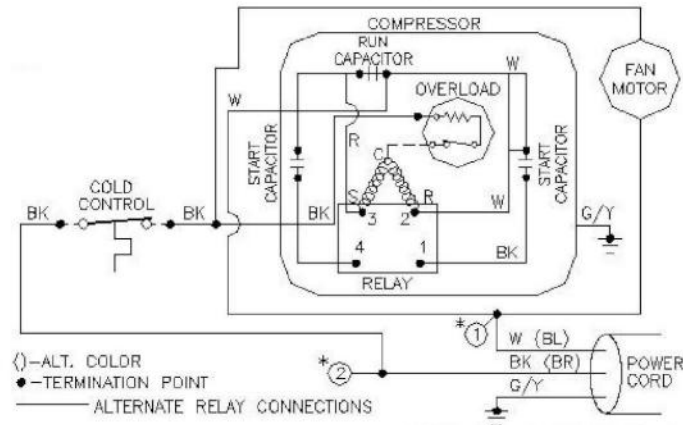 COMPRESSOR
RUN
CAPACITOR
OVERLOAD
FAN
MOTOR
W
W
R
START
CAPACITOR
START
CAPACITOR
C
COLD
CONTROL
S
R
BK
BK
BK
3
2
W
G/Y
4
1
BK
RELAY
* 1
W (BL)
* 2
BK (BR)
POWER
CORD
G/Y
()-ALT. COLOR
-TERMINATION POINT
ALTERNATE RELAY CONNECTIONS